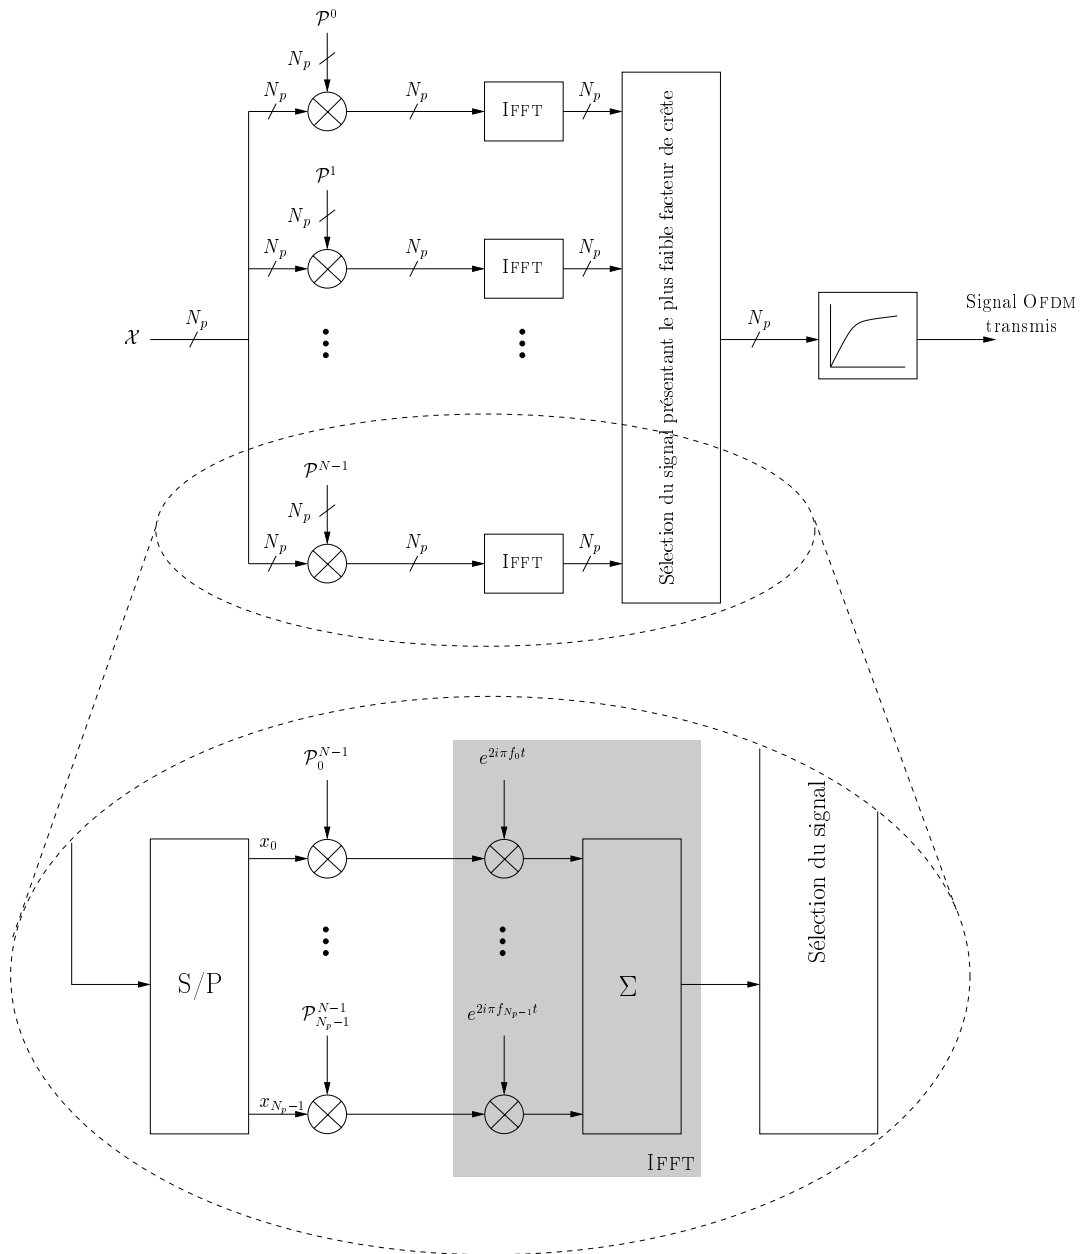 𝒫^0
N_p
N_p
N_p
IFFT
N_p
𝒫^1
N_p
N_p
N_p
IFFT
N_p
Sélection du signal présentant le plus faible facteur de crête
𝒳
N_p
N_p
Signal OFDM
transmis
𝒫^{N−1}
N_p
N_p
N_p
IFFT
N_p
𝒫_0^{N−1}
e^{2iπf_0t}
Sélection du signal
x_0
S/P
Σ
𝒫_{N_p−1}^{N−1}
e^{2iπf_{N_p−1}t}
x_{N_p−1}
IFFT